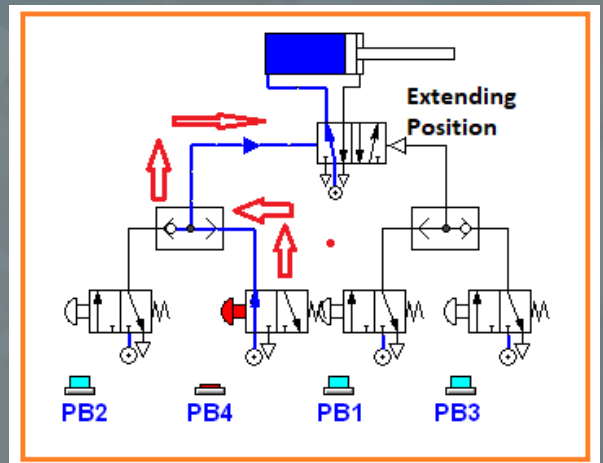 Extending
Position
PB2
PB4
PB1
PB3